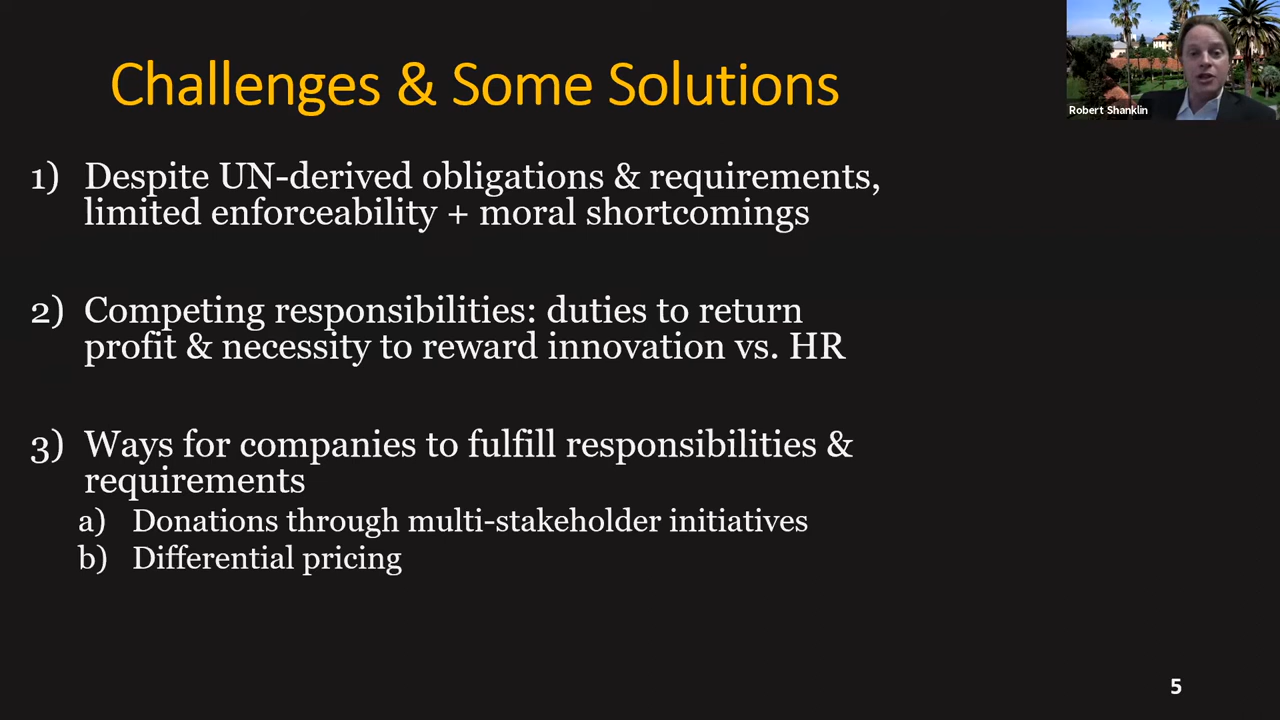 Challenges & Some Solutions
Robert Shanklin
1) Despite UN-derived obligations & requirements,
limited enforceability + moral shortcomings
2) Competing responsibilities: duties to return
profit & necessity to reward innovation vs. HR
3) Ways for companies to fulfill responsibilities &
requirements
a) Donations through multi-stakeholder initiatives
b) Differential pricing
5